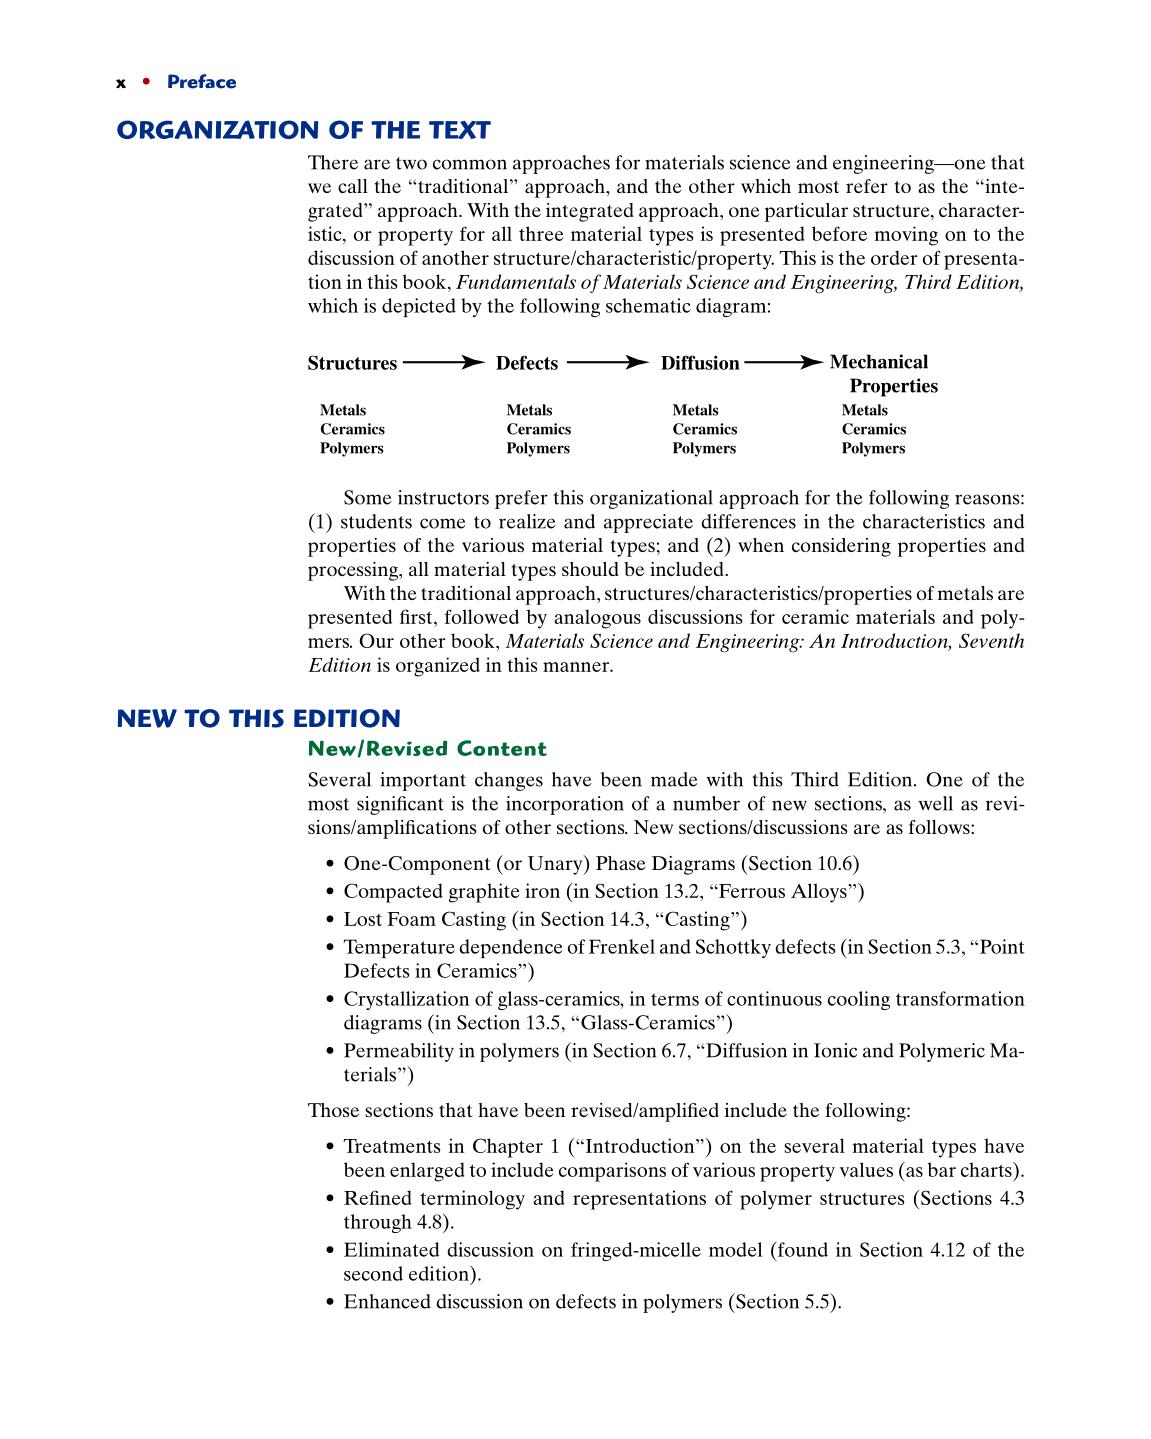 x • Preface
ORGANIZATION OF THE TEXT
There are two common approaches for materials science and engineering—one that
we call the “traditional” approach, and the other which most refer to as the “inte-
grated” approach. With the integrated approach, one particular structure, character-
istic, or property for all three material types is presented before moving on to the
discussion of another structure/characteristic/property. This is the order of presenta-
tion in this book, Fundamentals of Materials Science and Engineering, Third Edition,
which is depicted by the following schematic diagram:
Structures Defects Diffusion Mechanical
Properties
Metals Metals Metals Metals
Ceramics Ceramics Ceramics Ceramics
Polymers Polymers Polymers Polymers
Some instructors prefer this organizational approach for the following reasons:
(1) students come to realize and appreciate differences in the characteristics and
properties of the various material types; and (2) when considering properties and
processing, all material types should be included.
With the traditional approach, structures/characteristics/properties of metals are
presented first, followed by analogous discussions for ceramic materials and poly-
mers. Our other book, Materials Science and Engineering: An Introduction, Seventh
Edition is organized in this manner.
NEW TO THIS EDITION
New/Revised Content
Several important changes have been made with this Third Edition. One of the
most significant is the incorporation of a number of new sections, as well as revi-
sions/amplifications of other sections. New sections/discussions are as follows:
• One-Component (or Unary) Phase Diagrams (Section 10.6)
• Compacted graphite iron (in Section 13.2, “Ferrous Alloys”)
• Lost Foam Casting (in Section 14.3, “Casting”)
• Temperature dependence of Frenkel and Schottky defects (in Section 5.3, “Point
Defects in Ceramics”)
• Crystallization of glass-ceramics, in terms of continuous cooling transformation
diagrams (in Section 13.5, “Glass-Ceramics”)
• Permeability in polymers (in Section 6.7, “Diffusion in Ionic and Polymeric Ma-
terials”)
Those sections that have been revised/amplified include the following:
• Treatments in Chapter 1 (“Introduction”) on the several material types have
been enlarged to include comparisons of various property values (as bar charts).
• Refined terminology and representations of polymer structures (Sections 4.3
through 4.8).
• Eliminated discussion on fringed-micelle model (found in Section 4.12 of the
second edition).
• Enhanced discussion on defects in polymers (Section 5.5).